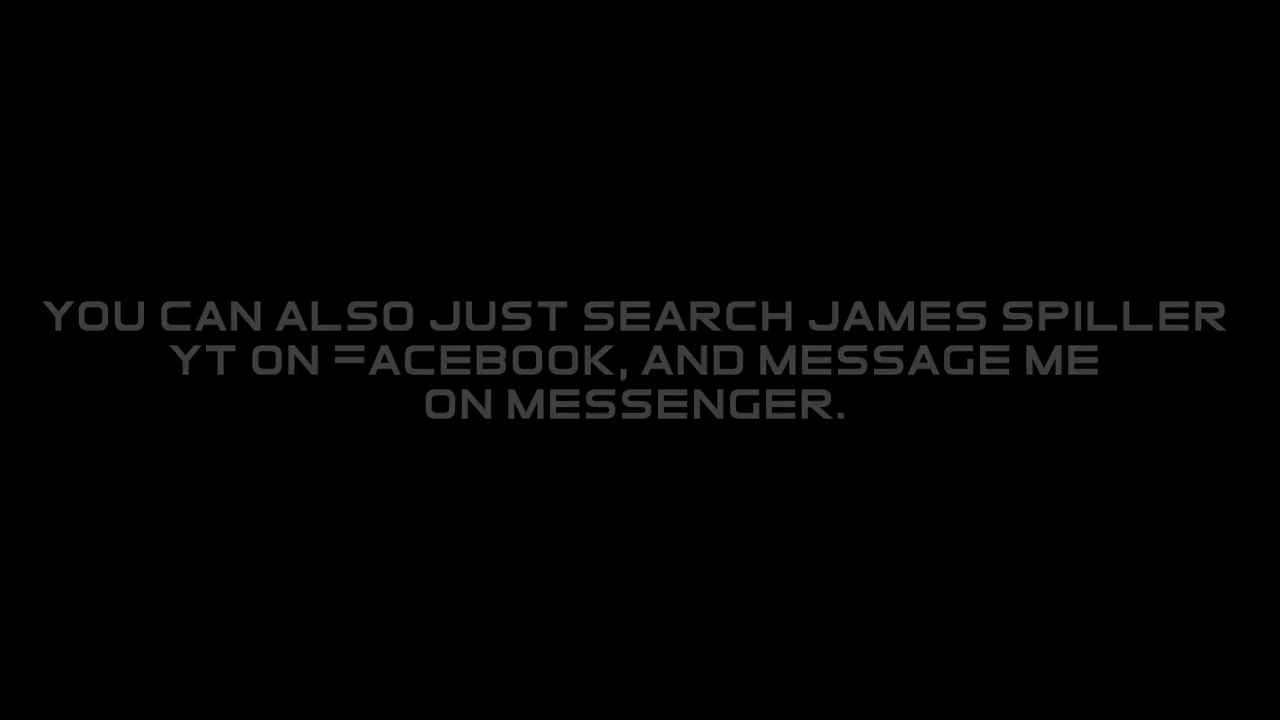 YOU CAN ALSO JUST SEARCH JAMES SPILLER
YT ON FACEBOOK, AND MESSAGE ME
ON MESSENGER.